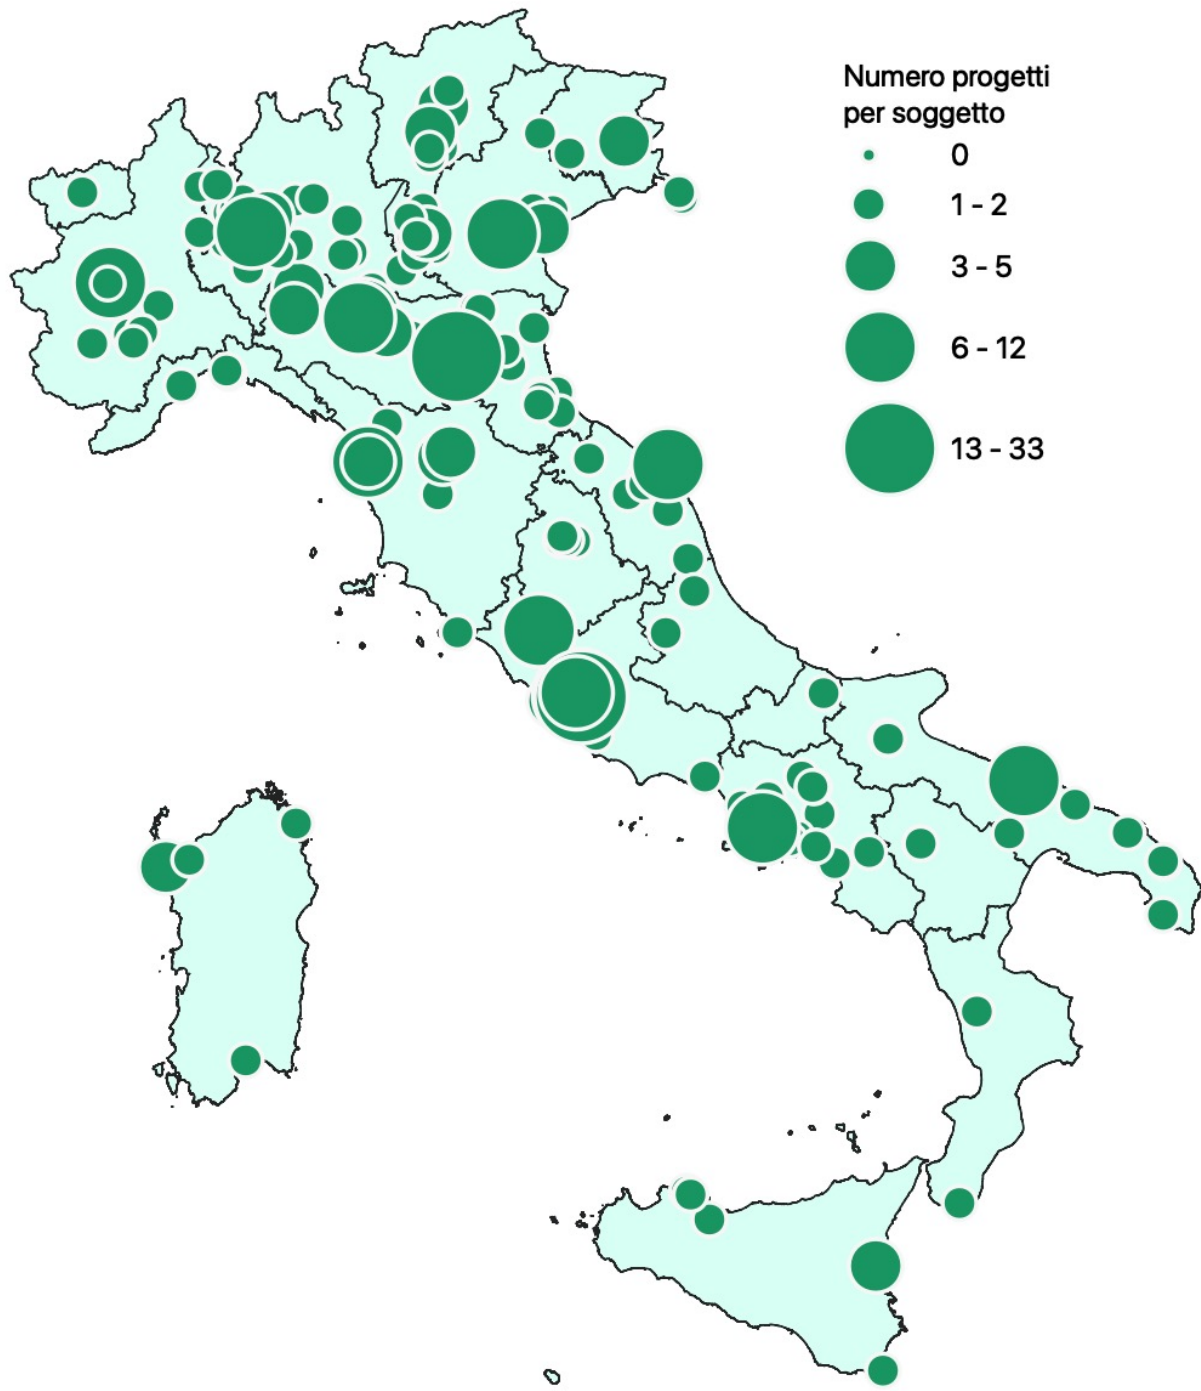 Numero progetti
per soggetto
0
1 - 2
3 - 5
6 - 12
13 - 33